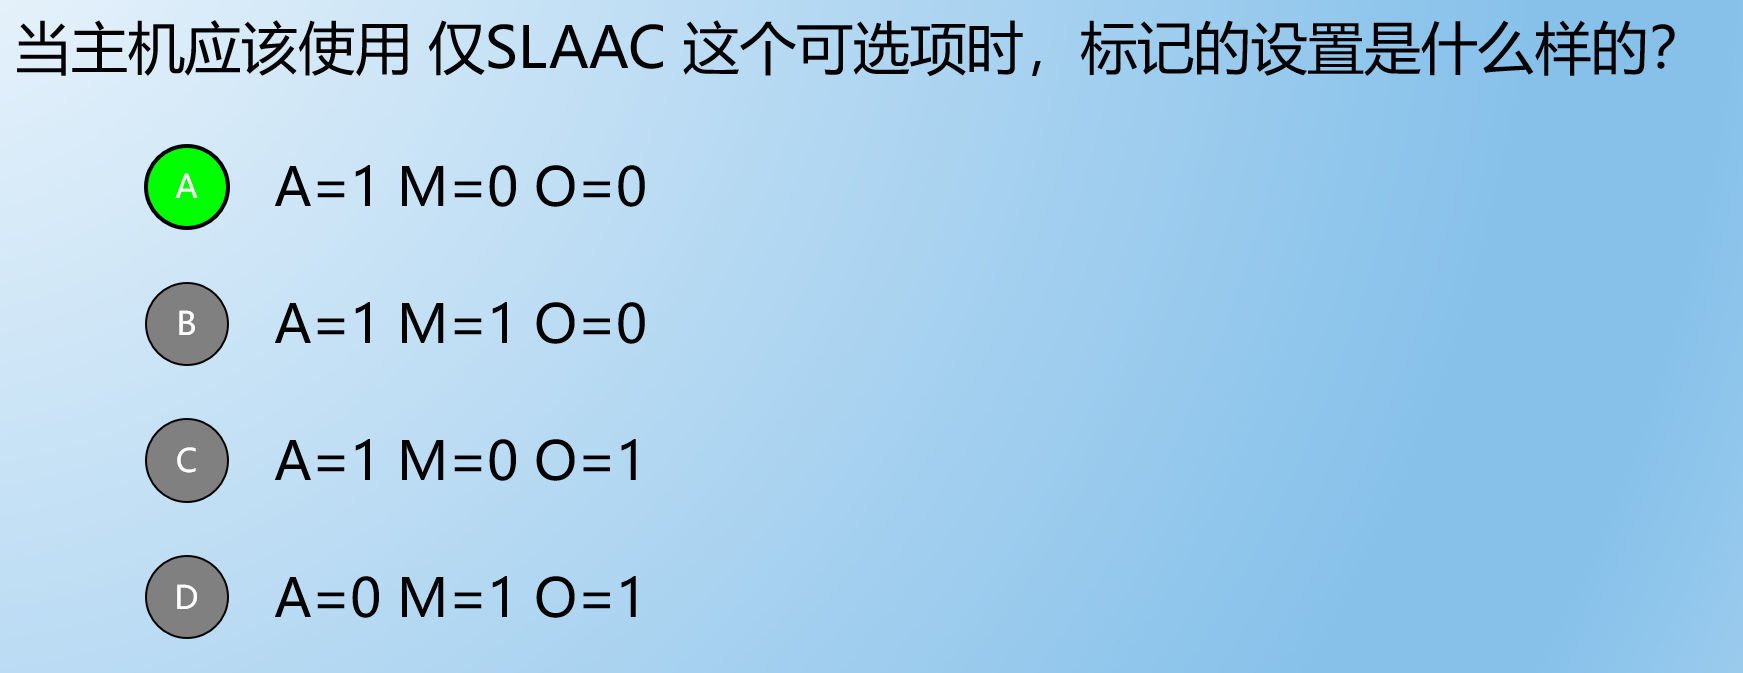 当主机应该使用 仅SLAAC 这个可选项时，标记的设置是什么样的？
A A=1 M=0 O=0
B A=1 M=1 O=0
C A=1 M=0 O=1
D A=0 M=1 O=1